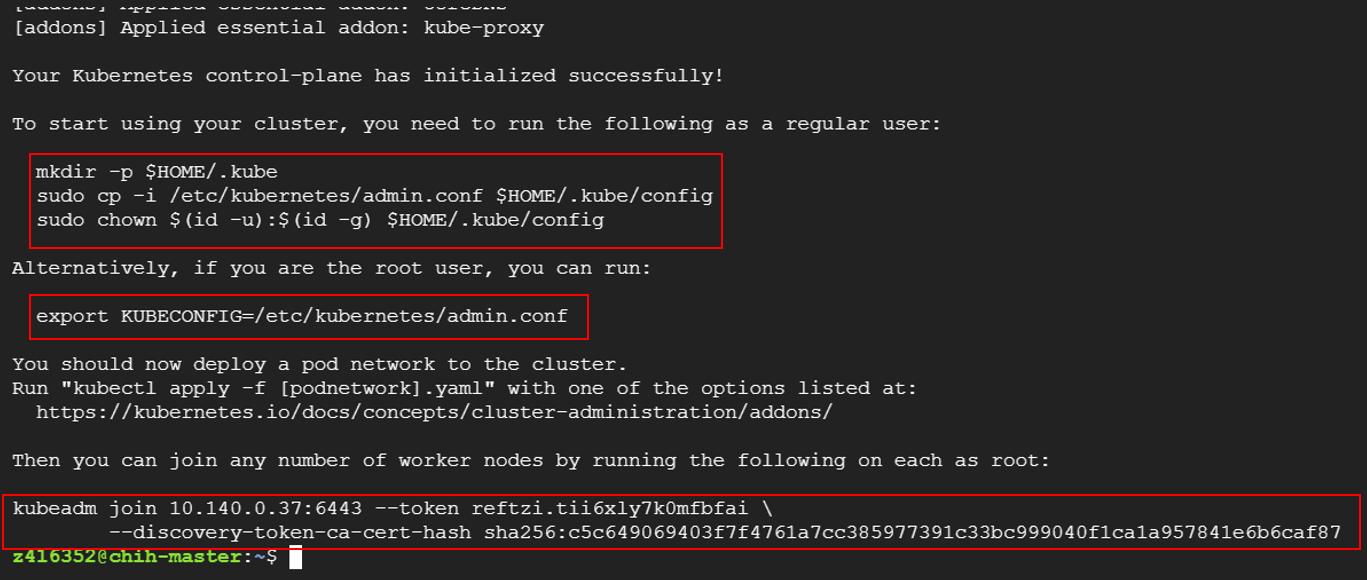 [addons] Applied essential addon: CoreDNS
[addons] Applied essential addon: kube-proxy
Your Kubernetes control-plane has initialized successfully!
To start using your cluster, you need to run the following as a regular user:
mkdir -p $HOME/.kube
sudo cp -i /etc/kubernetes/admin.conf $HOME/.kube/config
sudo chown $(id -u):$(id -g) $HOME/.kube/config
Alternatively, if you are the root user, you can run:
export KUBECONFIG=/etc/kubernetes/admin.conf
You should now deploy a pod network to the cluster.
Run "kubectl apply -f [podnetwork].yaml" with one of the options listed at:
https://kubernetes.io/docs/concepts/cluster-administration/addons/
Then you can join any number of worker nodes by running the following on each as root:
kubeadm join 10.140.0.37:6443 --token reftzi.tii6xly7k0mfbfai \
--discovery-token-ca-cert-hash sha256:c5c649069403f7f4761a7cc385977391c33bc999040f1ca1a957841e6b6caf87
z416352@chih-master:~$